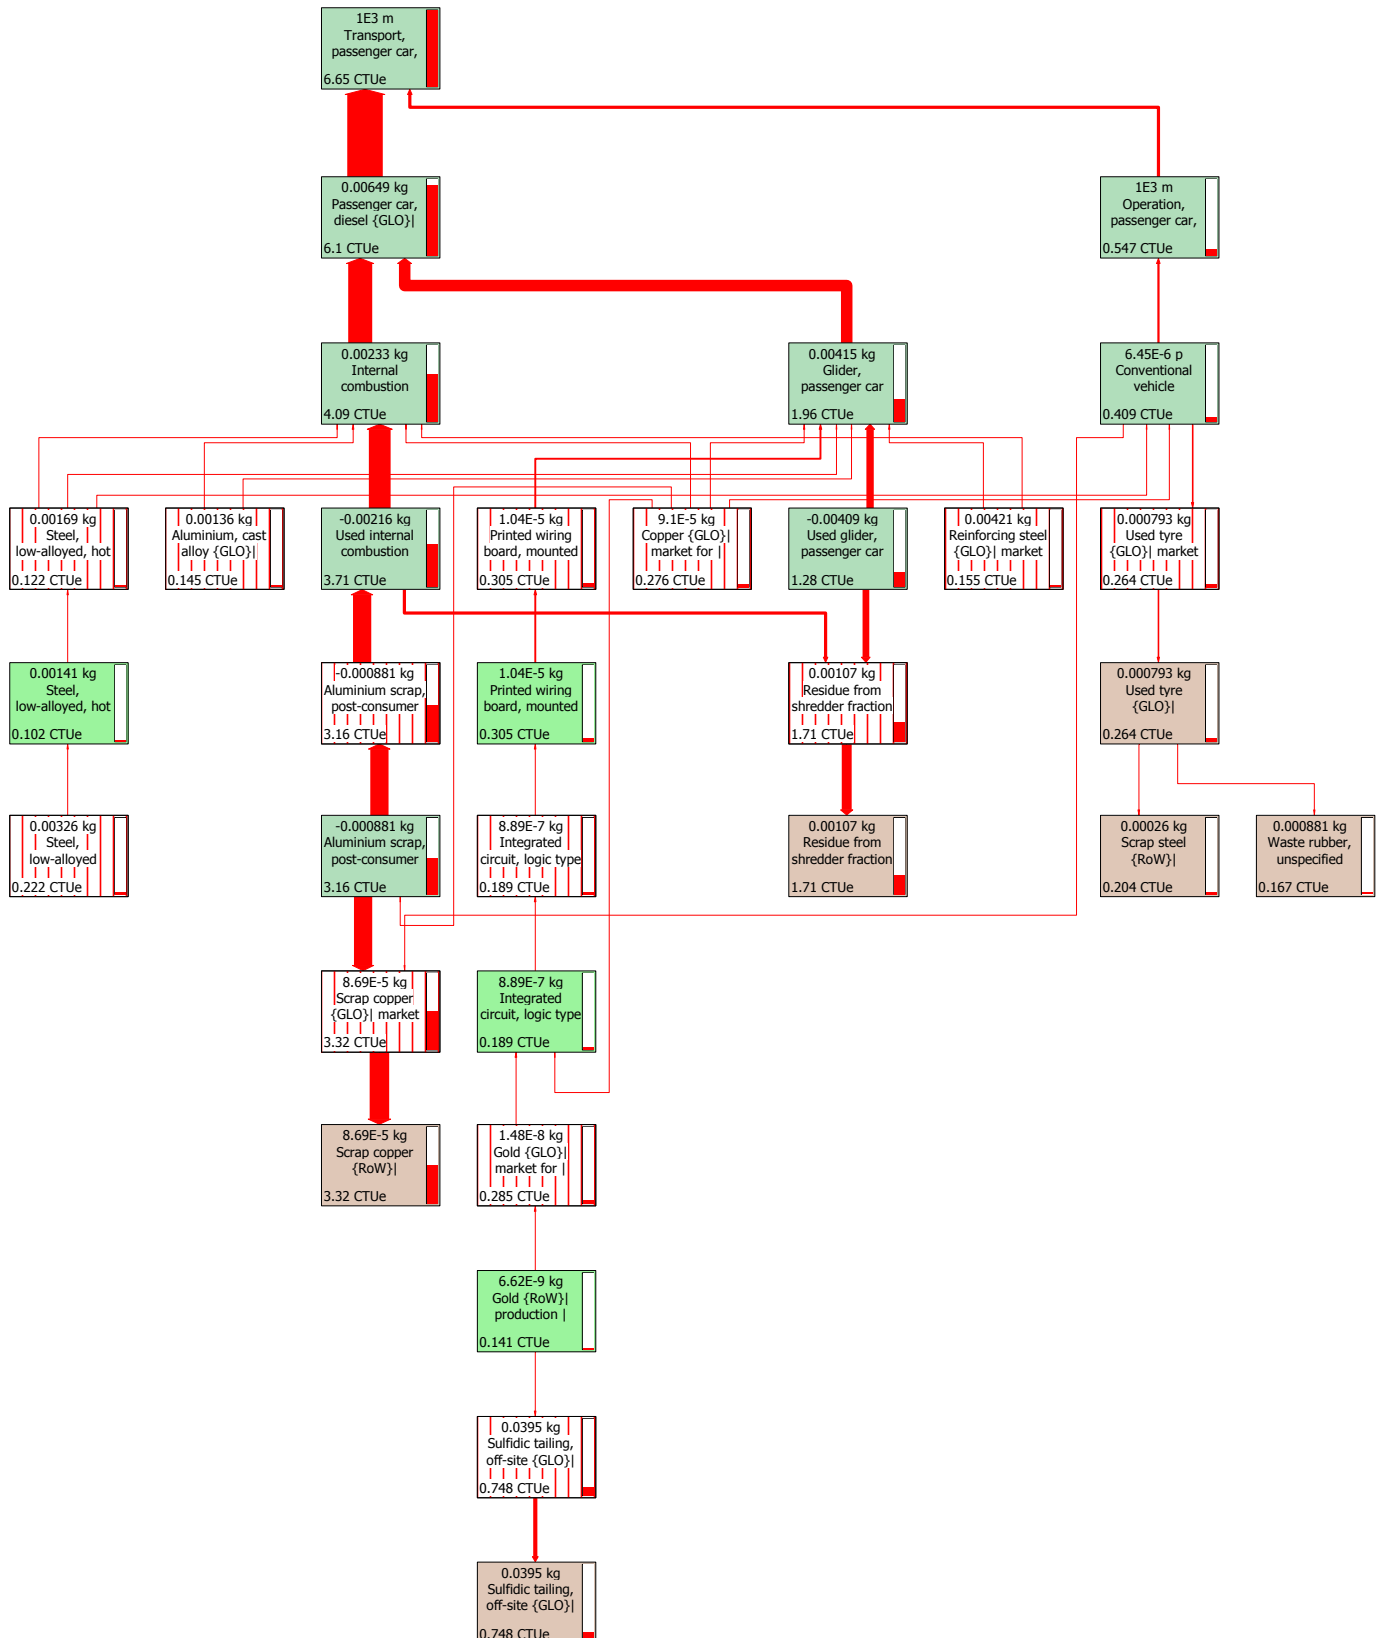 1E3 m
Transport,
passenger car,
6.65 CTUe
0.00649 kg
Passenger car,
diesel {GLO}|
6.1 CTUe
1E3 m
Operation,
passenger car,
0.547 CTUe
0.00233 kg
Internal
combustion
4.09 CTUe
0.00415 kg
Glider,
passenger car
1.96 CTUe
6.45E-6 p
Conventional
vehicle
0.409 CTUe
0.00169 kg
Steel,
low-alloyed, hot
0.122 CTUe
0.00136 kg
Aluminium, cast
alloy {GLO}|
0.145 CTUe
-0.00216 kg
Used internal
combustion
3.71 CTUe
1.04E-5 kg
Printed wiring
board, mounted
0.305 CTUe
9.1E-5 kg
Copper {GLO}|
market for |
0.276 CTUe
-0.00409 kg
Used glider,
passenger car
1.28 CTUe
0.00421 kg
Reinforcing steel
{GLO}| market
0.155 CTUe
0.000793 kg
Used tyre
{GLO}| market
0.264 CTUe
0.00141 kg
Steel,
low-alloyed, hot
0.102 CTUe
-0.000881 kg
Aluminium scrap,
post-consumer
3.16 CTUe
1.04E-5 kg
Printed wiring
board, mounted
0.305 CTUe
0.00107 kg
Residue from
shredder fraction
1.71 CTUe
0.000793 kg
Used tyre
{GLO}|
0.264 CTUe
0.00326 kg
Steel,
low-alloyed
0.222 CTUe
-0.000881 kg
Aluminium scrap,
post-consumer
3.16 CTUe
8.89E-7 kg
Integrated
circuit, logic type
0.189 CTUe
0.00107 kg
Residue from
shredder fraction
1.71 CTUe
0.00026 kg
Scrap steel
{RoW}|
0.204 CTUe
0.000881 kg
Waste rubber,
unspecified
0.167 CTUe
8.69E-5 kg
Scrap copper
{GLO}| market
3.32 CTUe
8.89E-7 kg
Integrated
circuit, logic type
0.189 CTUe
8.69E-5 kg
Scrap copper
{RoW}|
3.32 CTUe
1.48E-8 kg
Gold {GLO}|
market for |
0.285 CTUe
6.62E-9 kg
Gold {RoW}|
production |
0.141 CTUe
0.0395 kg
Sulfidic tailing,
off-site {GLO}|
0.748 CTUe
0.0395 kg
Sulfidic tailing,
off-site {GLO}|
0.748 CTUe